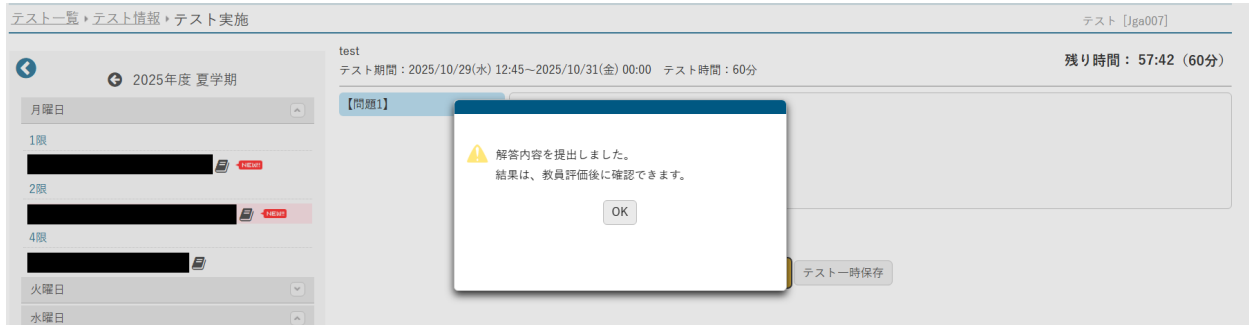 テスト一覧 ▸ テスト情報 ▸ テスト実施
テスト [Jga007]
2025年度 夏学期
月曜日
1限
NEW!
2限
NEW!
4限
火曜日
水曜日
test
テスト期間：2025/10/29(水) 12:45～2025/10/31(金) 00:00　テスト時間：60分
残り時間： 57:42（60分）
【問題1】
解答内容を提出しました。
結果は、教員評価後に確認できます。
OK
テスト一時保存